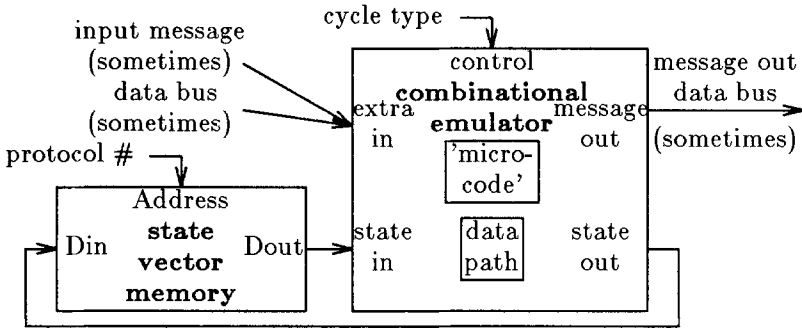 cycle type
input message
(sometimes)
data bus
(sometimes)
protocol #
control
combinational
emulator
extra
in
message
out
'micro-
code'
state
in
data
path
state
out
message out
data bus
(sometimes)
Address
state
vector
memory
Din
Dout